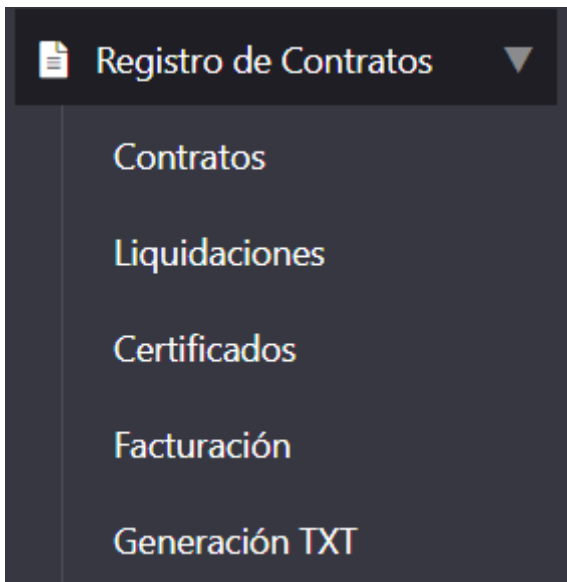 Registro de Contratos
Contratos
Liquidaciones
Certificados
Facturación
Generación TXT